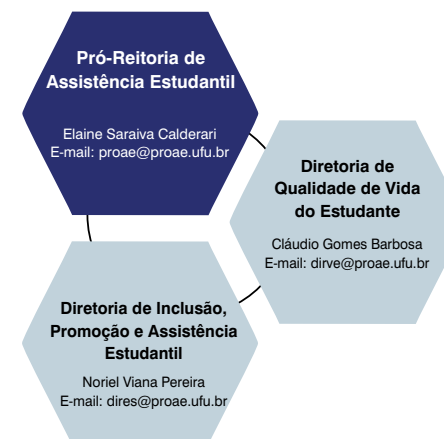 Pró-Reitoria de
Assistência Estudantil
Elaine Saraiva Calderari
E-mail: proae@proae.ufu.br
Diretoria de
Qualidade de Vida
do Estudante
Cláudio Gomes Barbosa
E-mail: dirve@proae.ufu.br
Diretoria de Inclusão,
Promoção e Assistência
Estudantil
Noriel Viana Pereira
E-mail: dires@proae.ufu.br